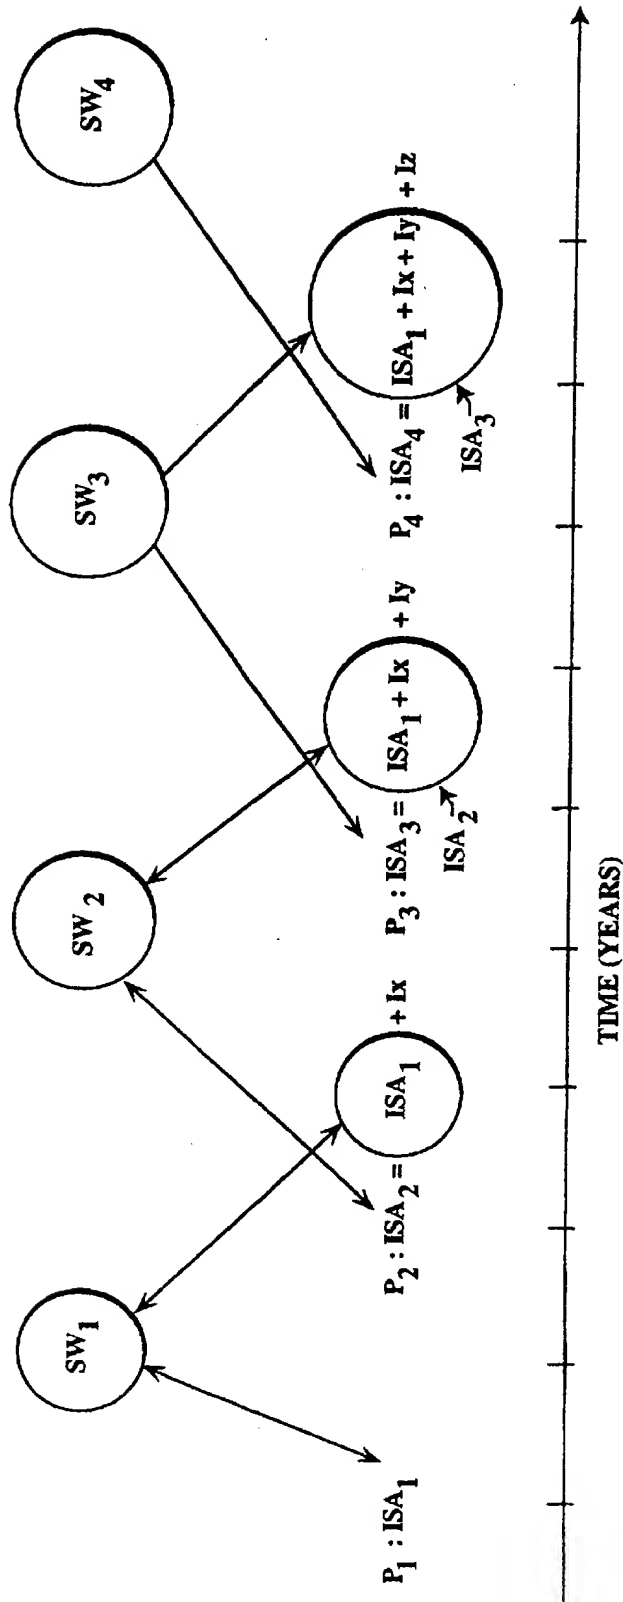 SW1
SW2
SW3
SW4
P1 : ISA1
P2 : ISA2 = ISA1 + Ix
P3 : ISA3 = ISA1 + Ix + Iy
ISA2
P4 : ISA4 = ISA1 + Ix + Iy + Iz
ISA3
TIME (YEARS)